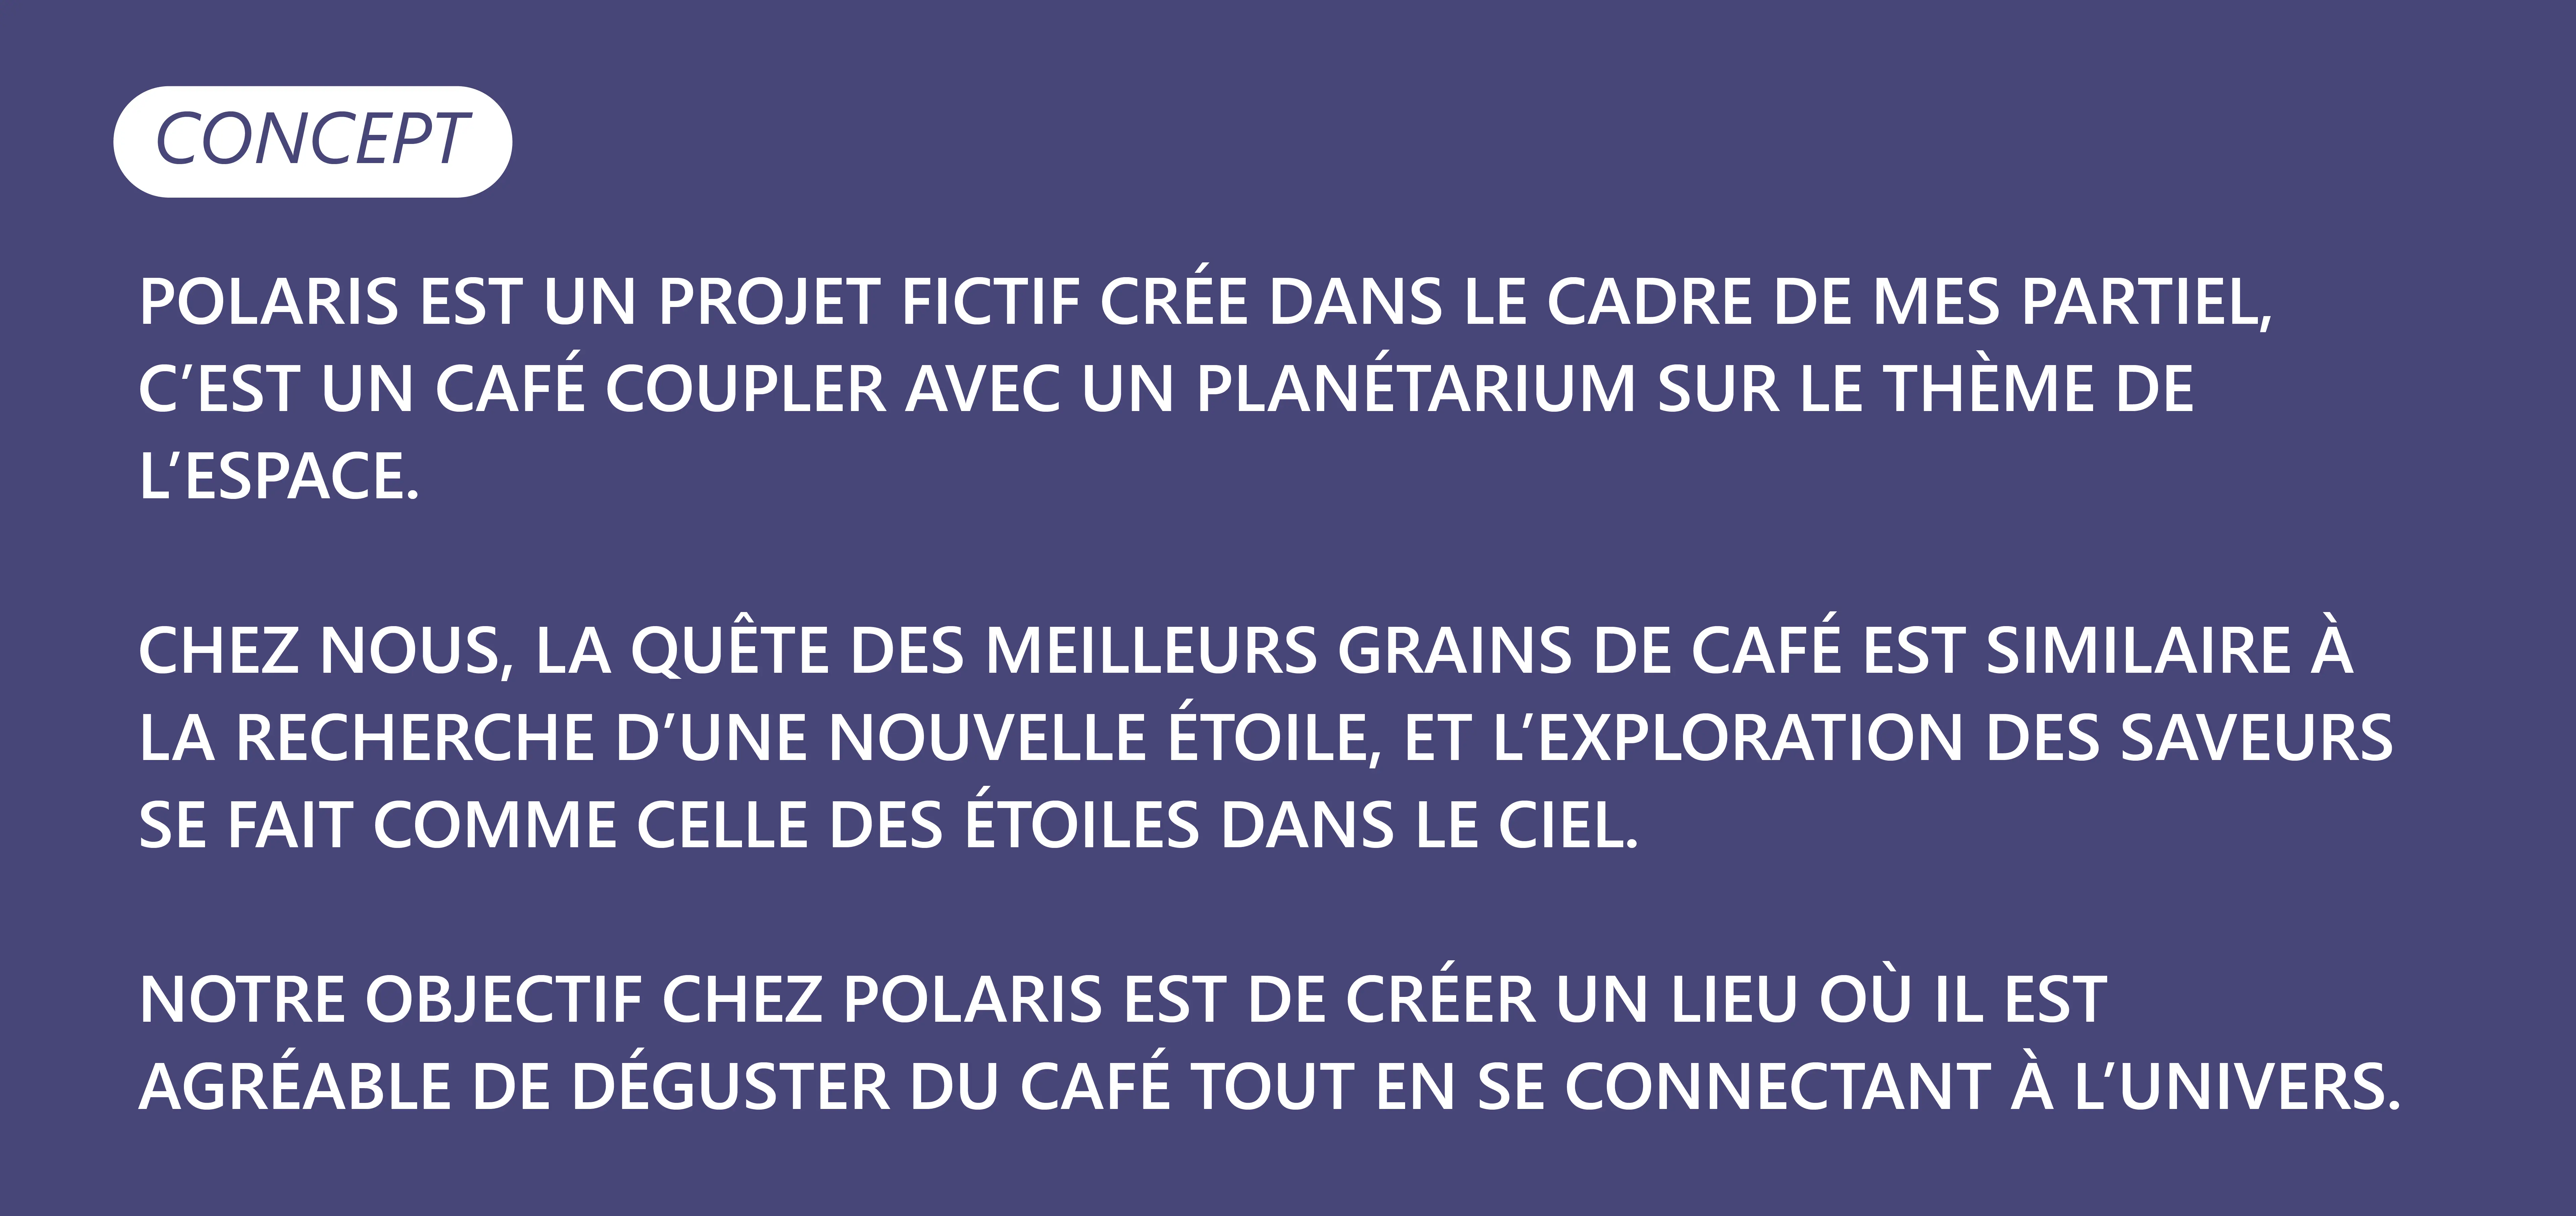 CONCEPT
POLARIS EST UN PROJET FICTIF CRÉE DANS LE CADRE DE MES PARTIEL,
C’EST UN CAFÉ COUPLER AVEC UN PLANÉTARIUM SUR LE THÈME DE
L’ESPACE.
CHEZ NOUS, LA QUÊTE DES MEILLEURS GRAINS DE CAFÉ EST SIMILAIRE À
LA RECHERCHE D’UNE NOUVELLE ÉTOILE, ET L’EXPLORATION DES SAVEURS
SE FAIT COMME CELLE DES ÉTOILES DANS LE CIEL.
NOTRE OBJECTIF CHEZ POLARIS EST DE CRÉER UN LIEU OÙ IL EST
AGRÉABLE DE DÉGUSTER DU CAFÉ TOUT EN SE CONNECTANT À L’UNIVERS.